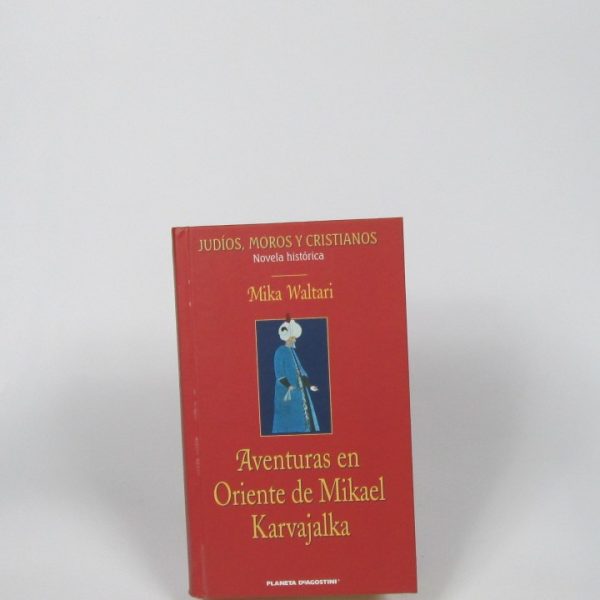 JUDÍOS, MOROS Y CRISTIANOS
Novela histórica
Mika Waltari
Aventuras en
Oriente de Mikael
Karvajalka
PLANETA DEAGOSTINI